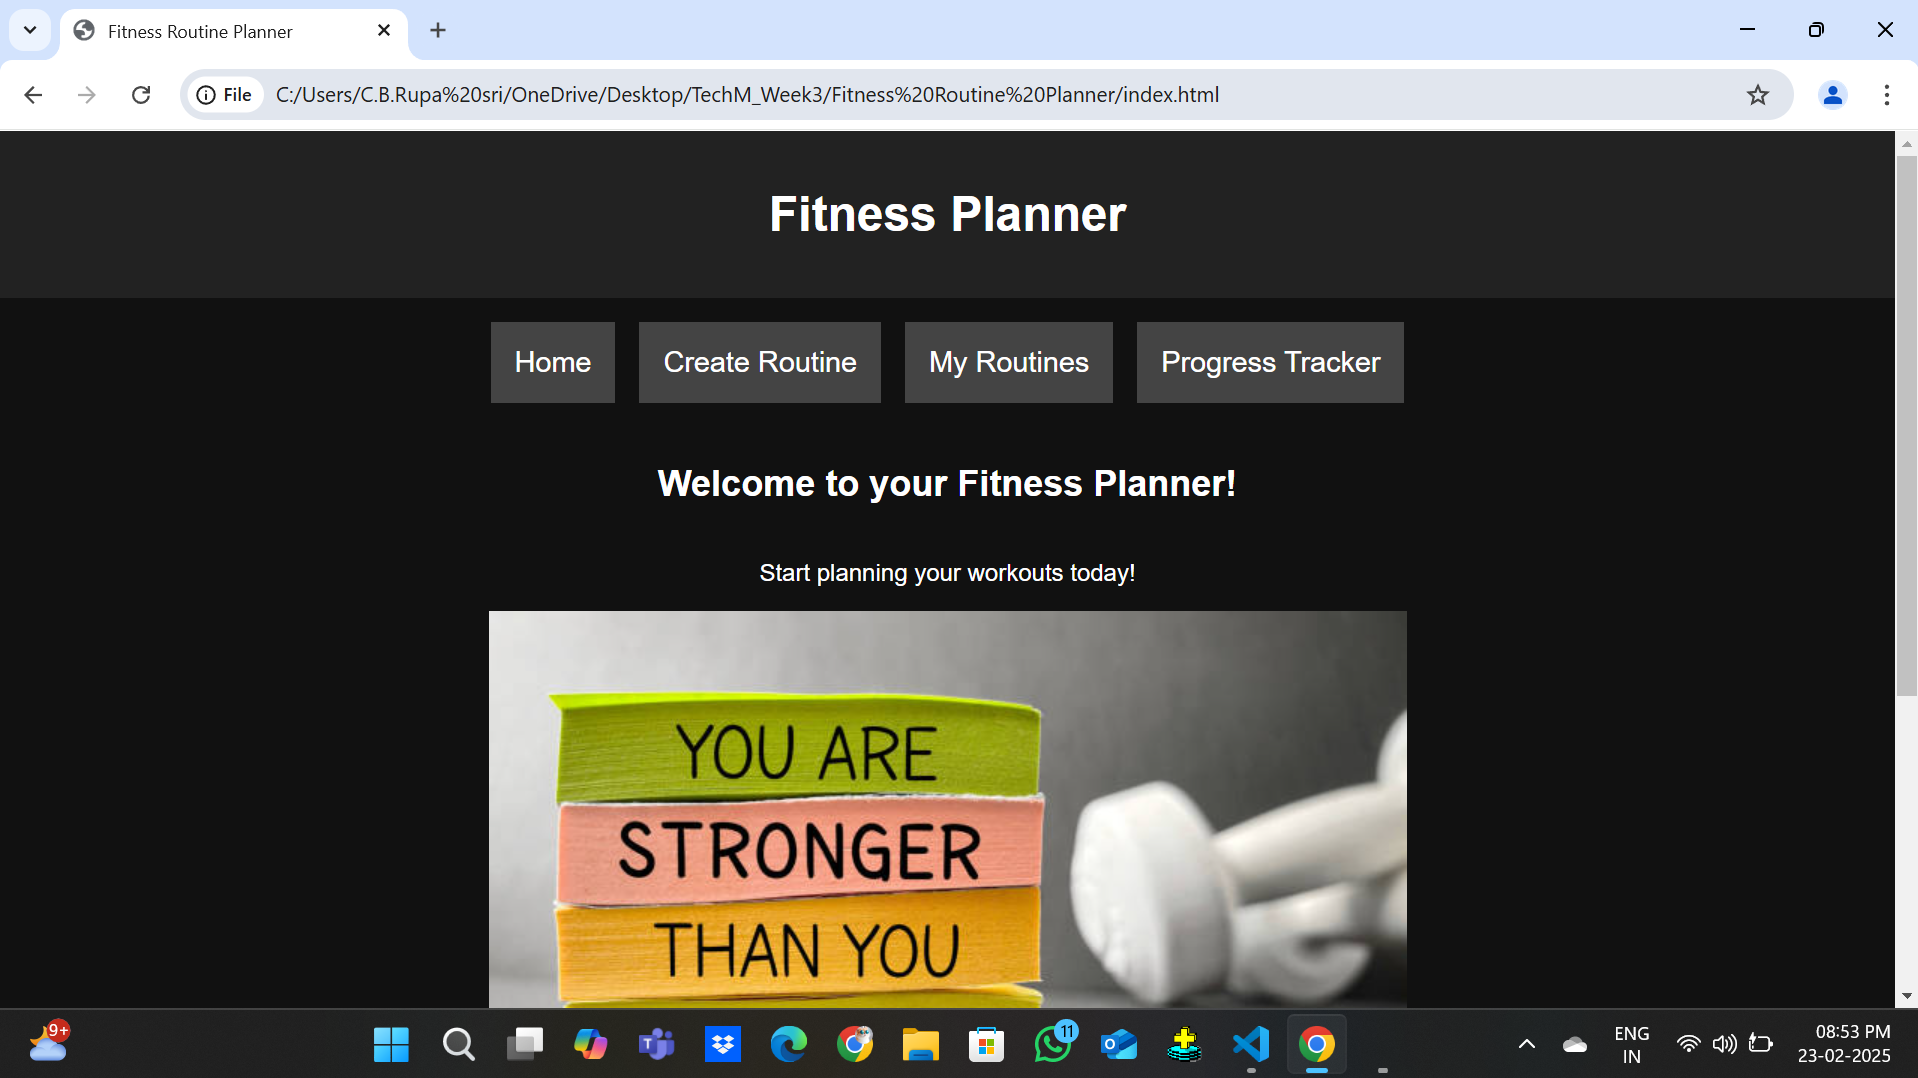 Fitness Routine Planner
File
C:/Users/C.B.Rupa%20sri/OneDrive/Desktop/TechM_Week3/Fitness%20Routine%20Planner/index.html
Fitness Planner
Home
Create Routine
My Routines
Progress Tracker
Welcome to your Fitness Planner!
Start planning your workouts today!
YOU ARE
STRONGER
THAN YOU
9+
11
ENG
IN
08:53 PM
23-02-2025